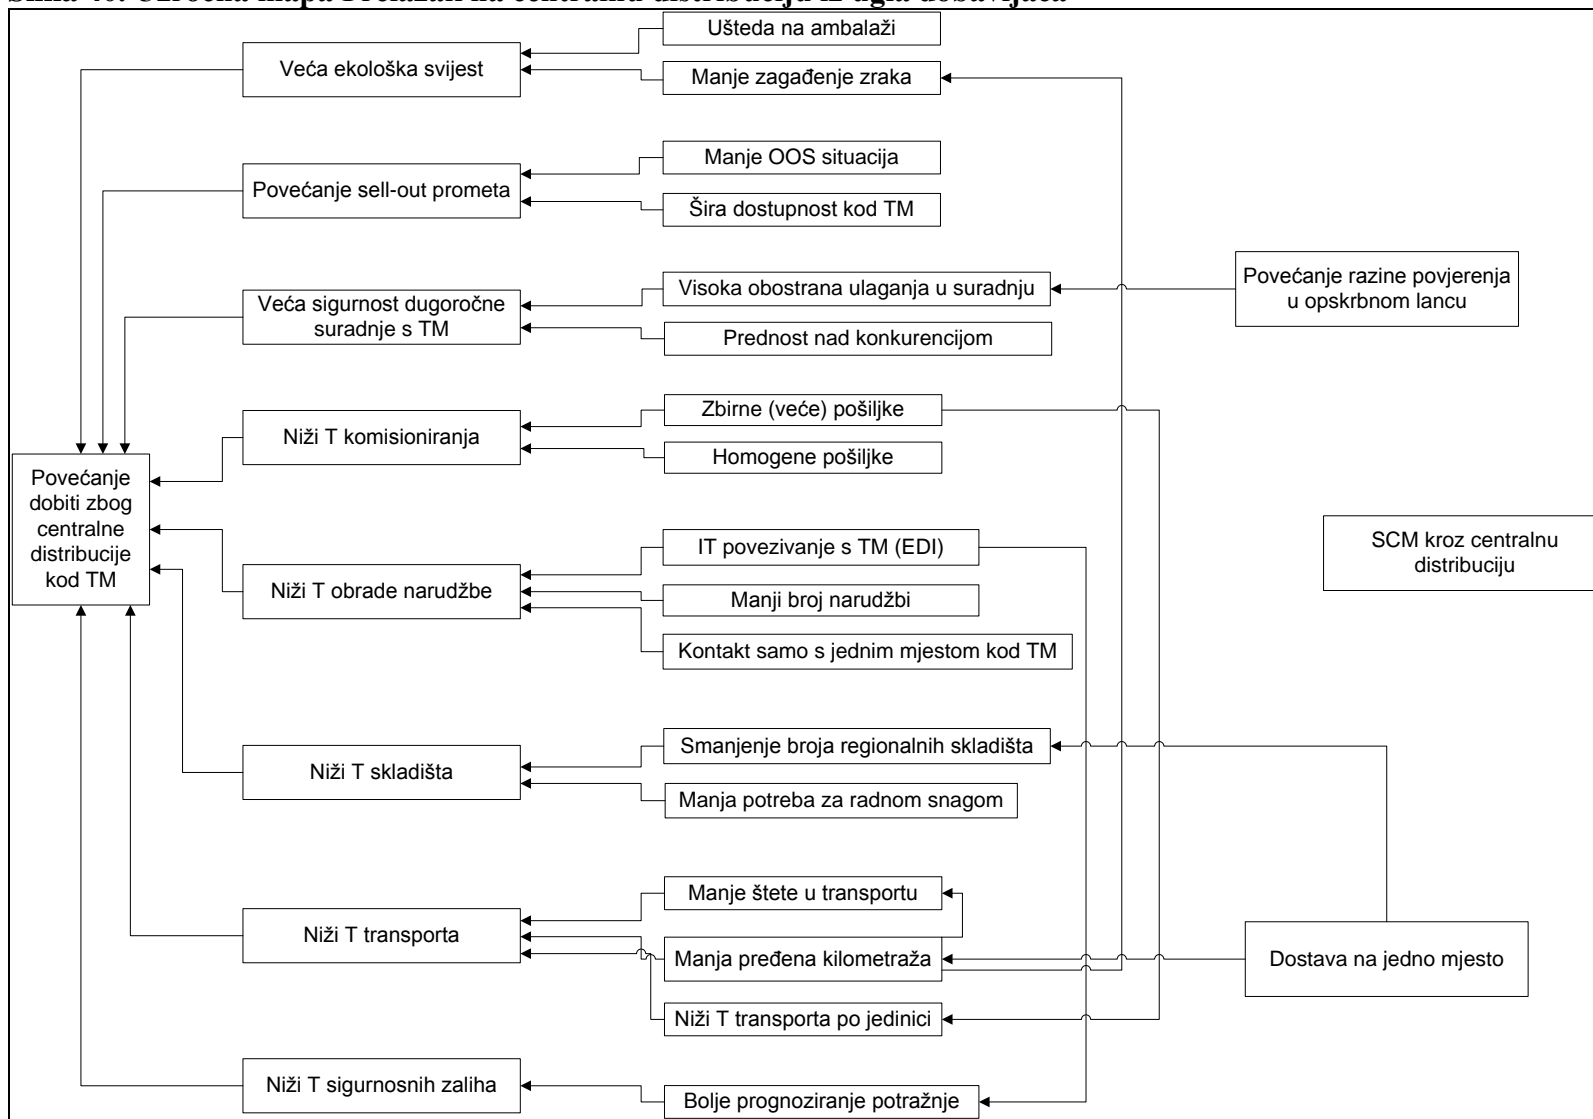 Veća ekološka svijest
Ušteda na ambalaži
Manje zagađenje zraka
Povećanje sell-out prometa
Manje OOS situacija
Šira dostupnost kod TM
Veća sigurnost dugoročne
suradnje s TM
Visoka obostrana ulaganja u suradnju
Prednost nad konkurencijom
Povećanje razine povjerenja
u opskrbnom lancu
Niži T komisioniranja
Zbirne (veće) pošiljke
Homogene pošiljke
Povećanje
dobiti zbog
centralne
distribucije
kod TM
Niži T obrade narudžbe
IT povezivanje s TM (EDI)
Manji broj narudžbi
Kontakt samo s jednim mjestom kod TM
SCM kroz centralnu
distribuciju
Niži T skladišta
Smanjenje broja regionalnih skladišta
Manja potreba za radnom snagom
Niži T transporta
Manje štete u transportu
Manja pređena kilometraža
Niži T transporta po jedinici
Dostava na jedno mjesto
Niži T sigurnosnih zaliha
Bolje prognoziranje potražnje